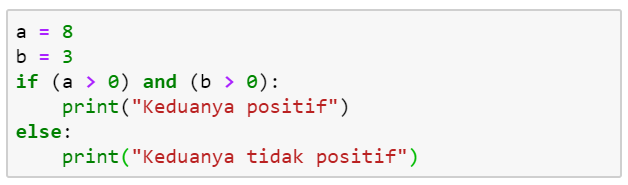 a = 8
b = 3
if (a > 0) and (b > 0):
    print("Keduanya positif")
else:
    print("Keduanya tidak positif")